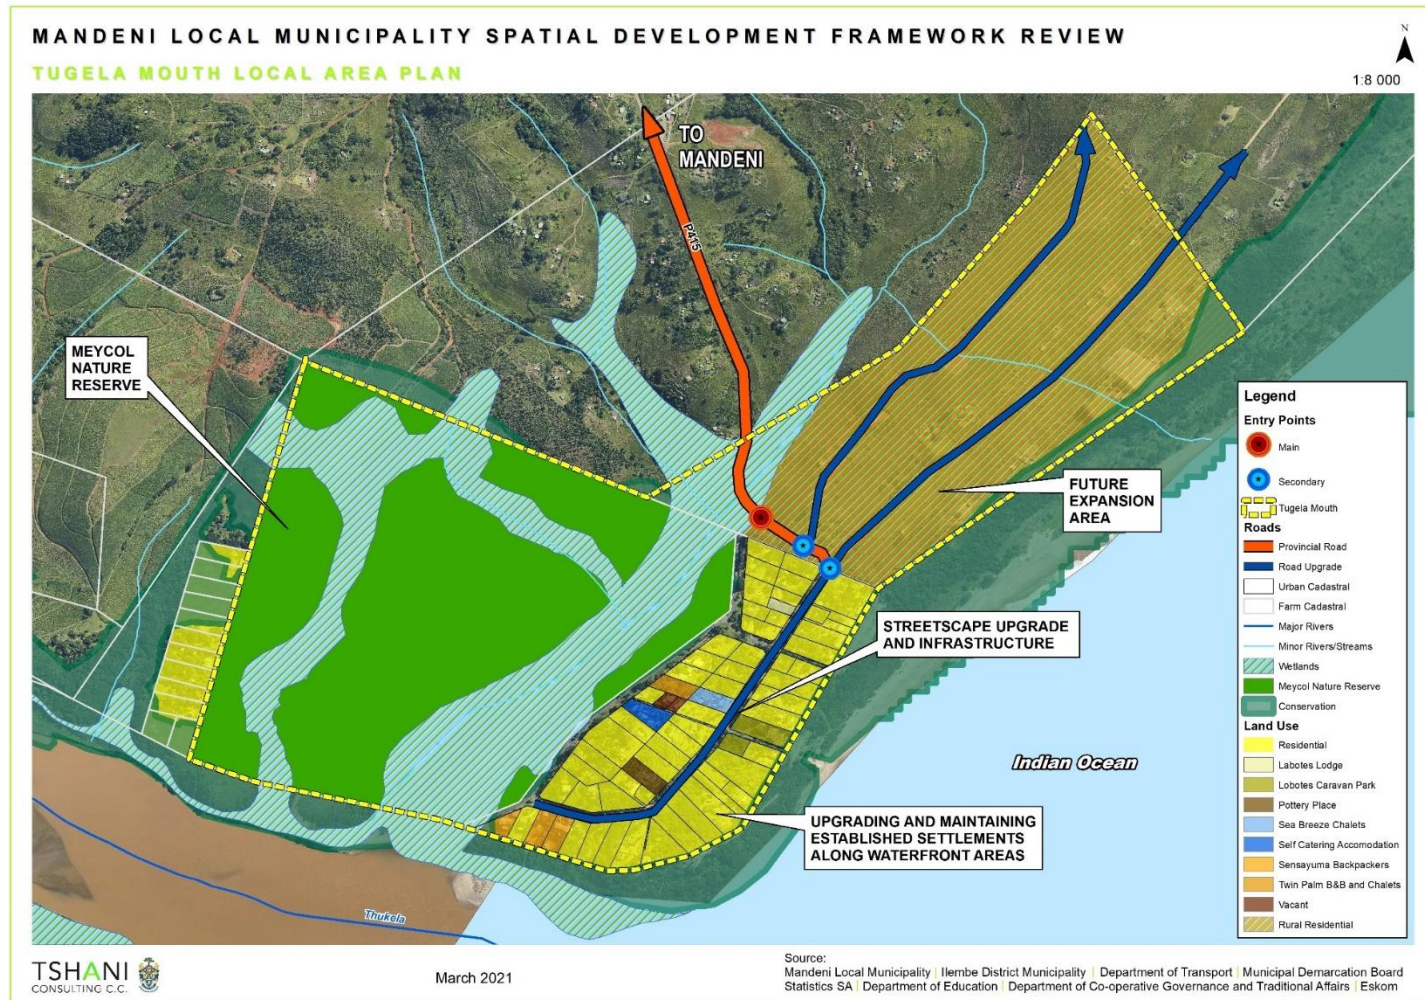 MANDENI LOCAL MUNICIPALITY SPATIAL DEVELOPMENT FRAMEWORK REVIEW
TUGELA MOUTH LOCAL AREA PLAN
N
1:8 000
TO
MANDENI
P415
MEYCOL
NATURE
RESERVE
FUTURE
EXPANSION
AREA
STREETSCAPE UPGRADE
AND INFRASTRUCTURE
Indian Ocean
UPGRADING AND MAINTAINING
ESTABLISHED SETTLEMENTS
ALONG WATERFRONT AREAS
Thukela
Legend
Entry Points
Main
Secondary
Tugela Mouth
Roads
Provincial Road
Road Upgrade
Urban Cadastral
Farm Cadastral
Major Rivers
Minor Rivers/Streams
Wetlands
Meycol Nature Reserve
Conservation
Land Use
Residential
Labotes Lodge
Lobotes Caravan Park
Pottery Place
Sea Breeze Chalets
Self Catering Accomodation
Sensayuma Backpackers
Twin Palm B&B and Chalets
Vacant
Rural Residential
TSHANI
CONSULTING C.C.
March 2021
Source:
Mandeni Local Municipality | Ilembe District Municipality | Department of Transport | Municipal Demarcation Board
Statistics SA | Department of Education | Department of Co-operative Governance and Traditional Affairs | Eskom